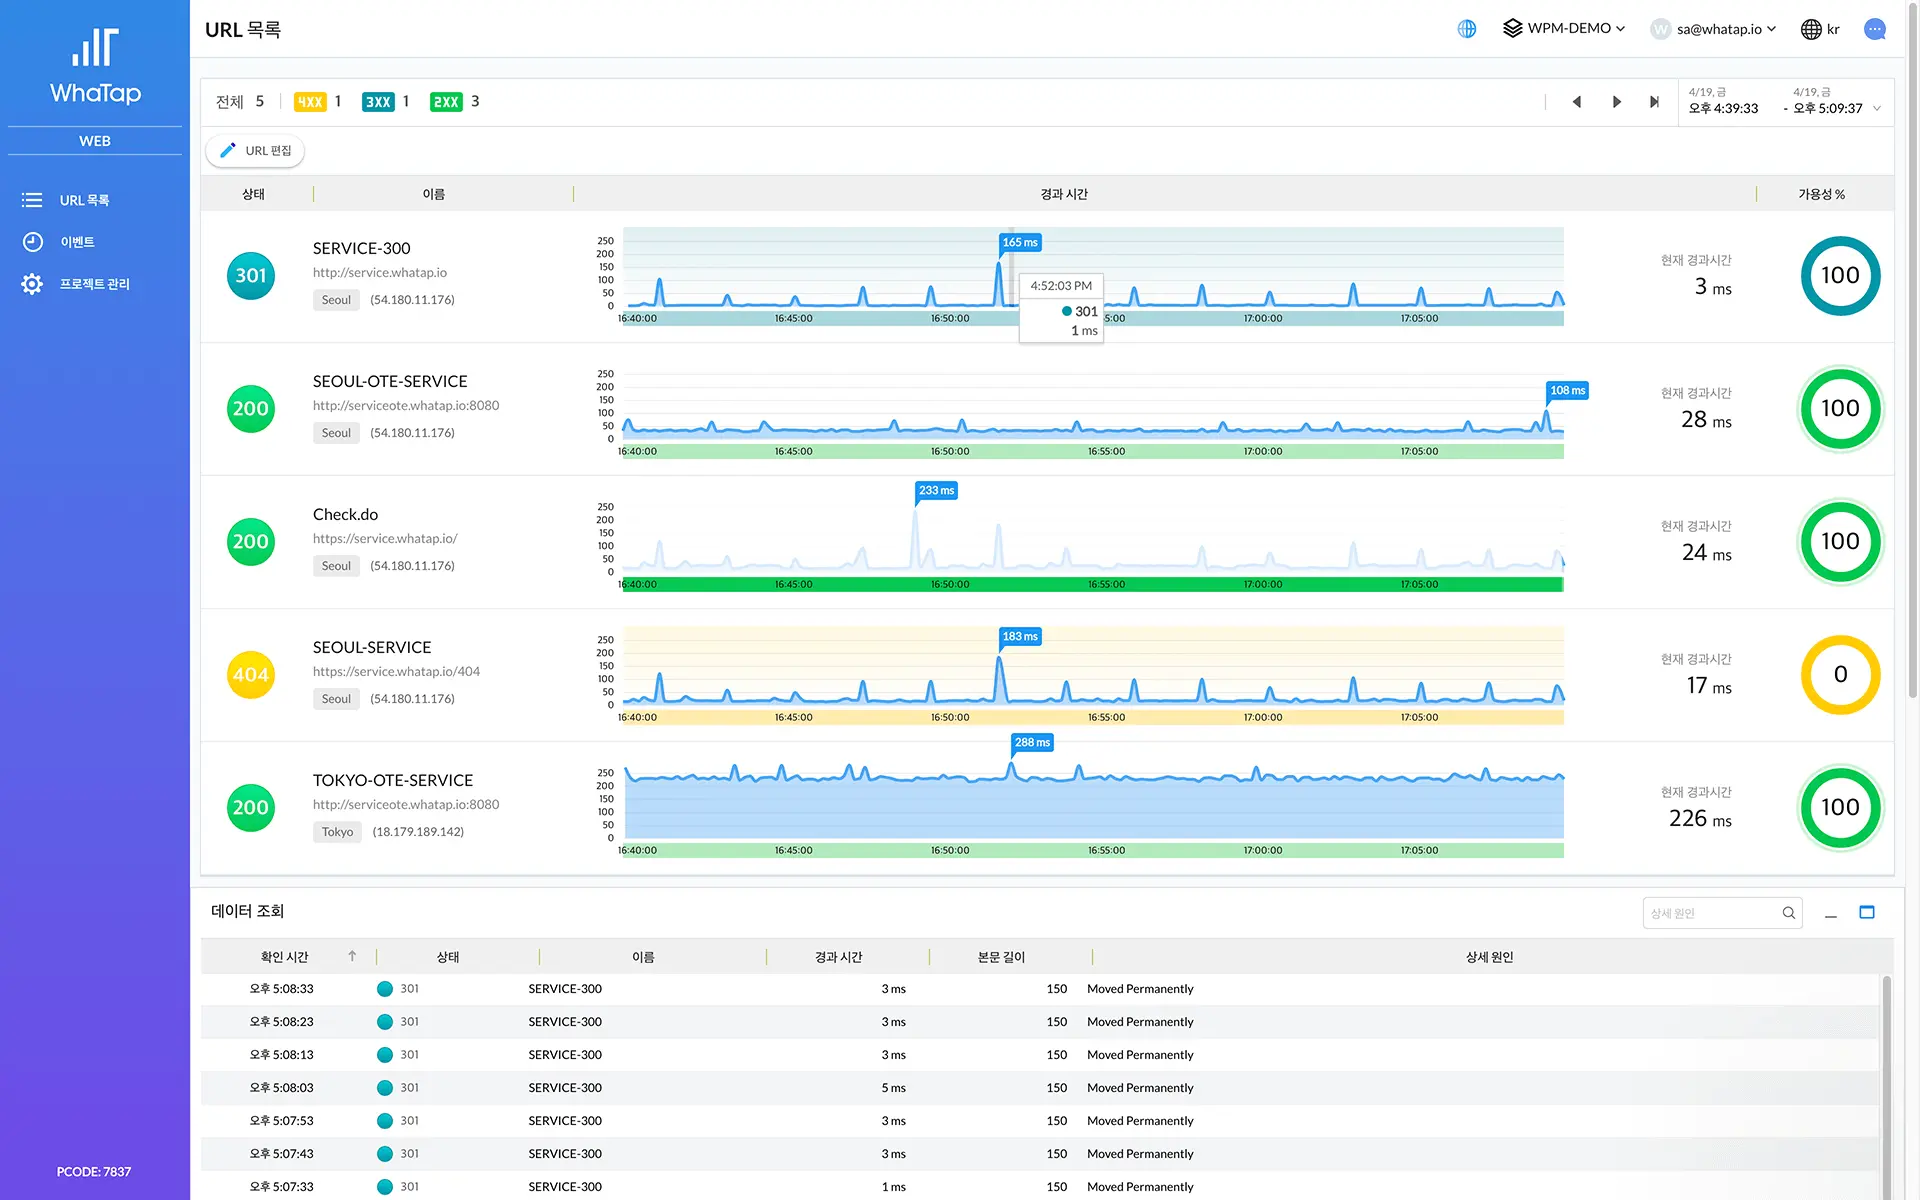 WhaTap
WEB
URL 목록
이벤트
프로젝트 관리
PCODE: 7837
URL 목록
WPM-DEMO
W sa@whatap.io
kr
전체 5 4XX 1 3XX 1 2XX 3
4/19, 금 4/19, 금
오후 4:39:33 - 오후 5:09:37
URL 편집
상태 이름 경과 시간 가용성 %
301
SERVICE-300
http://service.whatap.io
Seoul (54.180.11.176)
250
200
150
100
50
0
165 ms
4:52:03 PM
301
1 ms
16:40:00 16:45:00 16:50:00 5:00 17:00:00 17:05:00
현재 경과시간
3 ms
100
200
SEOUL-OTE-SERVICE
http://serviceote.whatap.io:8080
Seoul (54.180.11.176)
250
200
150
100
50
0
108 ms
16:40:00 16:45:00 16:50:00 16:55:00 17:00:00 17:05:00
현재 경과시간
28 ms
100
200
Check.do
https://service.whatap.io/
Seoul (54.180.11.176)
250
200
150
100
50
0
233 ms
16:40:00 16:45:00 16:50:00 16:55:00 17:00:00 17:05:00
현재 경과시간
24 ms
100
404
SEOUL-SERVICE
https://service.whatap.io/404
Seoul (54.180.11.176)
250
200
150
100
50
0
183 ms
16:40:00 16:45:00 16:50:00 16:55:00 17:00:00 17:05:00
현재 경과시간
17 ms
0
200
TOKYO-OTE-SERVICE
http://serviceote.whatap.io:8080
Tokyo (18.179.189.142)
250
200
150
100
50
0
288 ms
16:40:00 16:45:00 16:50:00 16:55:00 17:00:00 17:05:00
현재 경과시간
226 ms
100
데이터 조회
상세 원인
확인 시간 상태 이름 경과 시간 본문 길이 상세 원인
오후 5:08:33 301 SERVICE-300 3 ms 150 Moved Permanently
오후 5:08:23 301 SERVICE-300 3 ms 150 Moved Permanently
오후 5:08:13 301 SERVICE-300 3 ms 150 Moved Permanently
오후 5:08:03 301 SERVICE-300 5 ms 150 Moved Permanently
오후 5:07:53 301 SERVICE-300 3 ms 150 Moved Permanently
오후 5:07:43 301 SERVICE-300 3 ms 150 Moved Permanently
오후 5:07:33 301 SERVICE-300 1 ms 150 Moved Permanently